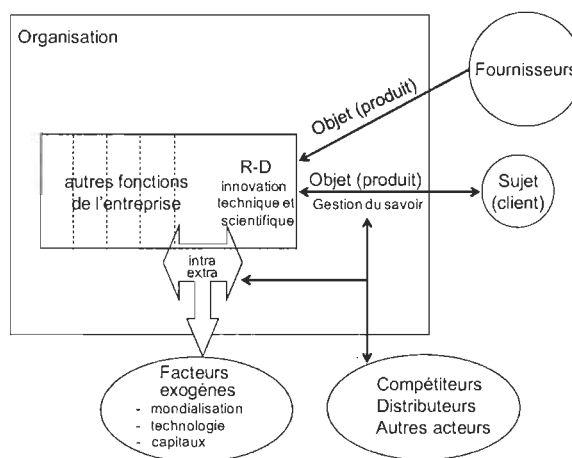 Organisation
Fournisseurs
Objet (produit)
R-D
innovation
technique et
scientifique
autres fonctions
de l'entreprise
Objet (produit)
Gestion du savoir
Sujet
(client)
intra
extra
Facteurs
exogènes
- mondialisation
- technologie
- capitaux
Compétiteurs
Distributeurs
Autres acteurs